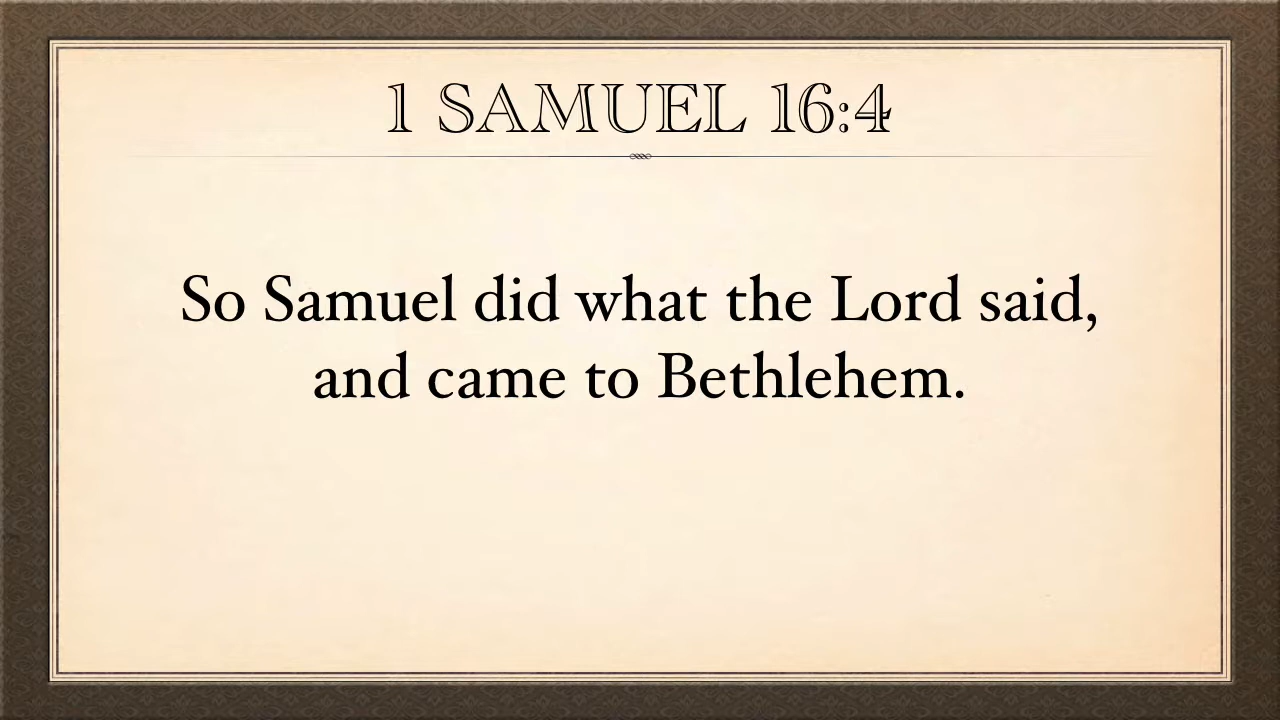 1 SAMUEL 16:4
So Samuel did what the Lord said,
and came to Bethlehem.